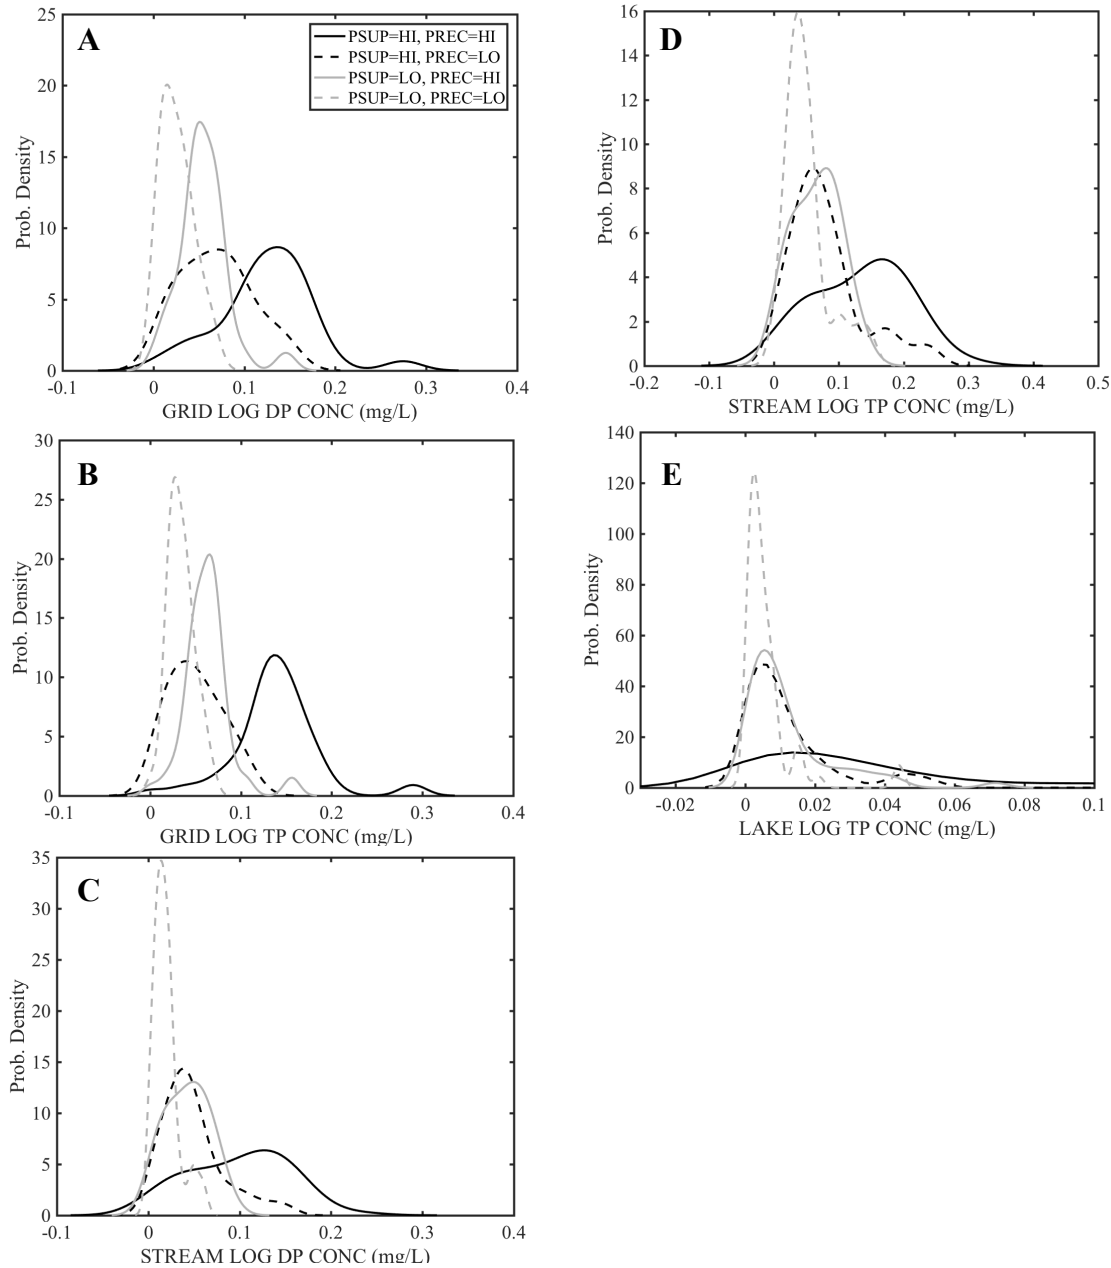 A
25
20
15
10
5
0
Prob. Density
PSUP=HI, PREC=HI
PSUP=HI, PREC=LO
PSUP=LO, PREC=HI
PSUP=LO, PREC=LO
-0.1 0 0.1 0.2 0.3 0.4
GRID LOG DP CONC (mg/L)
B
30
25
20
15
10
5
0
Prob. Density
-0.1 0 0.1 0.2 0.3 0.4
GRID LOG TP CONC (mg/L)
C
35
30
25
20
15
10
5
0
Prob. Density
-0.1 0 0.1 0.2 0.3 0.4
STREAM LOG DP CONC (mg/L)
D
16
14
12
10
8
6
4
2
0
Prob. Density
-0.2 -0.1 0 0.1 0.2 0.3 0.4 0.5
STREAM LOG TP CONC (mg/L)
E
140
120
100
80
60
40
20
0
Prob. Density
-0.02 0 0.02 0.04 0.06 0.08 0.1
LAKE LOG TP CONC (mg/L)